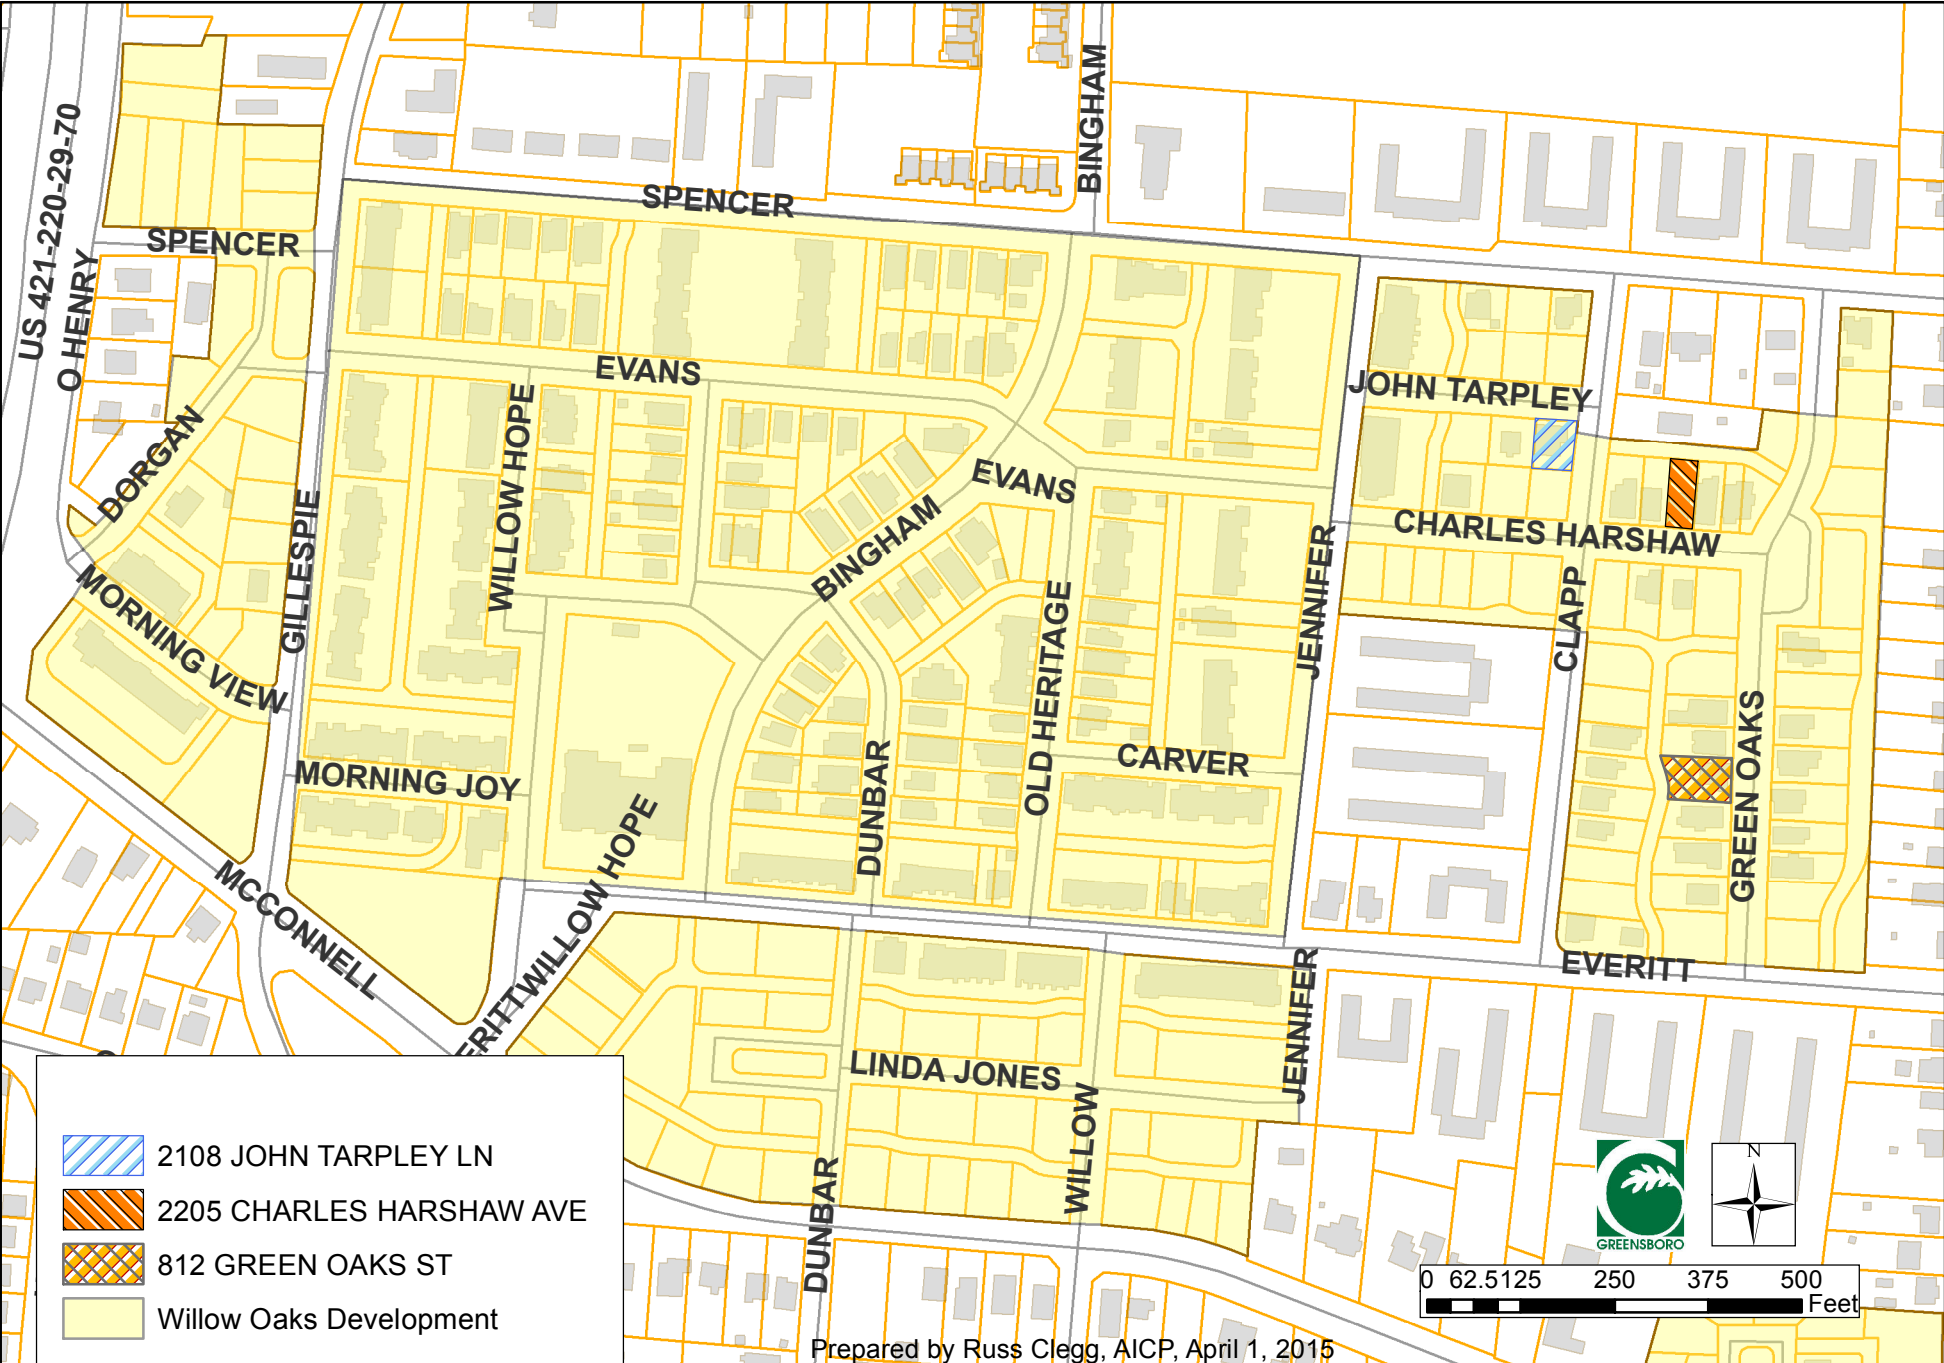 BINGHAM
US 421-220-29-70
O HENRY
SPENCER
SPENCER
EVANS
JOHN TARPLEY
WILLOW HOPE
DORGAN
EVANS
BINGHAM
GILLESPIE
CHARLES HARSHAW
MORNING VIEW
OLD HERITAGE
JENNIFER
CLAPP
GREEN OAKS
CARVER
MORNING JOY
DUNBAR
WILLOW HOPE
MCCONNELL
EVERITT
ERITT
JENNIFER
LINDA JONES
WILLOW
DUNBAR
2108 JOHN TARPLEY LN
2205 CHARLES HARSHAW AVE
812 GREEN OAKS ST
Willow Oaks Development
GREENSBORO
N
0 62.5125 250 375 500
Feet
Prepared by Russ Clegg, AICP, April 1, 2015